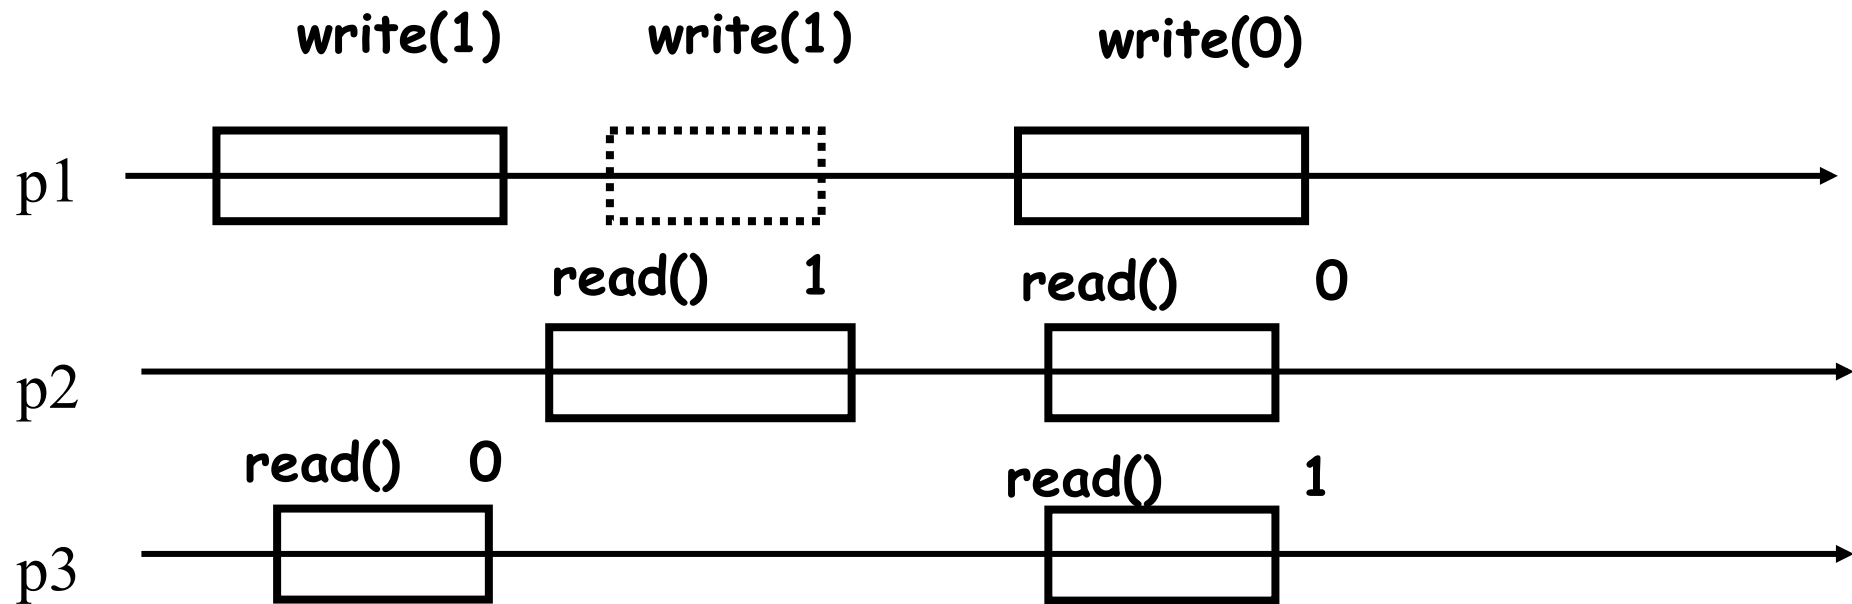 write(1) write(1) write(0)
p1
read() 1 read() 0
p2
read() 0 read() 1
p3